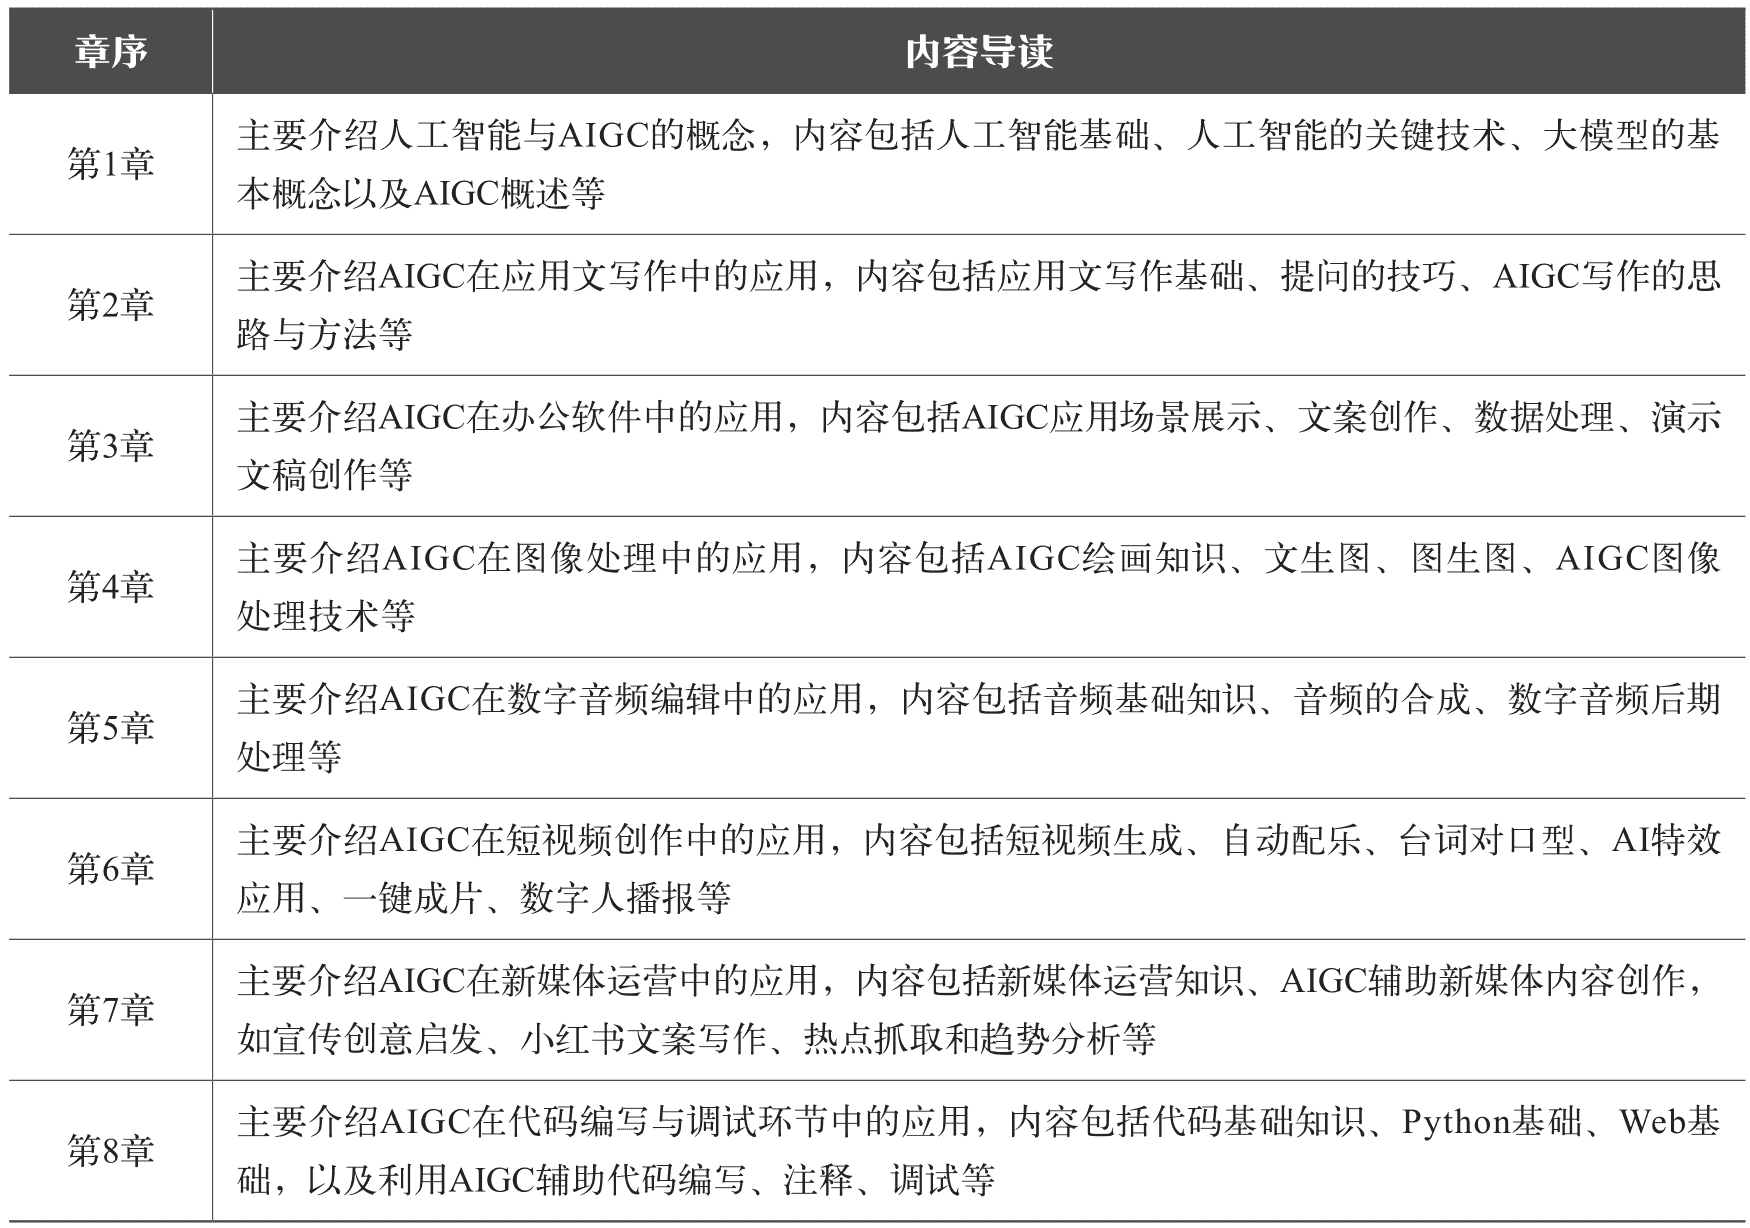 章序 内容导读
第1章
主要介绍人工智能与AIGC的概念，内容包括人工智能基础、人工智能的关键技术、大模型的基
本概念以及AIGC概述等
第2章
主要介绍AIGC在应用文写作中的应用，内容包括应用文写作基础、提问的技巧、AIGC写作的思
路与方法等
第3章
主要介绍AIGC在办公软件中的应用，内容包括AIGC应用场景展示、文案创作、数据处理、演示
文稿创作等
第4章
主要介绍AIGC在图像处理中的应用，内容包括AIGC绘画知识、文生图、图生图、AIGC图像
处理技术等
第5章
主要介绍AIGC在数字音频编辑中的应用，内容包括音频基础知识、音频的合成、数字音频后期
处理等
第6章
主要介绍AIGC在短视频创作中的应用，内容包括短视频生成、自动配乐、台词对口型、AI特效
应用、一键成片、数字人播报等
第7章
主要介绍AIGC在新媒体运营中的应用，内容包括新媒体运营知识、AIGC辅助新媒体内容创作，
如宣传创意启发、小红书文案写作、热点抓取和趋势分析等
第8章
主要介绍AIGC在代码编写与调试环节中的应用，内容包括代码基础知识、Python基础、Web基
础，以及利用AIGC辅助代码编写、注释、调试等